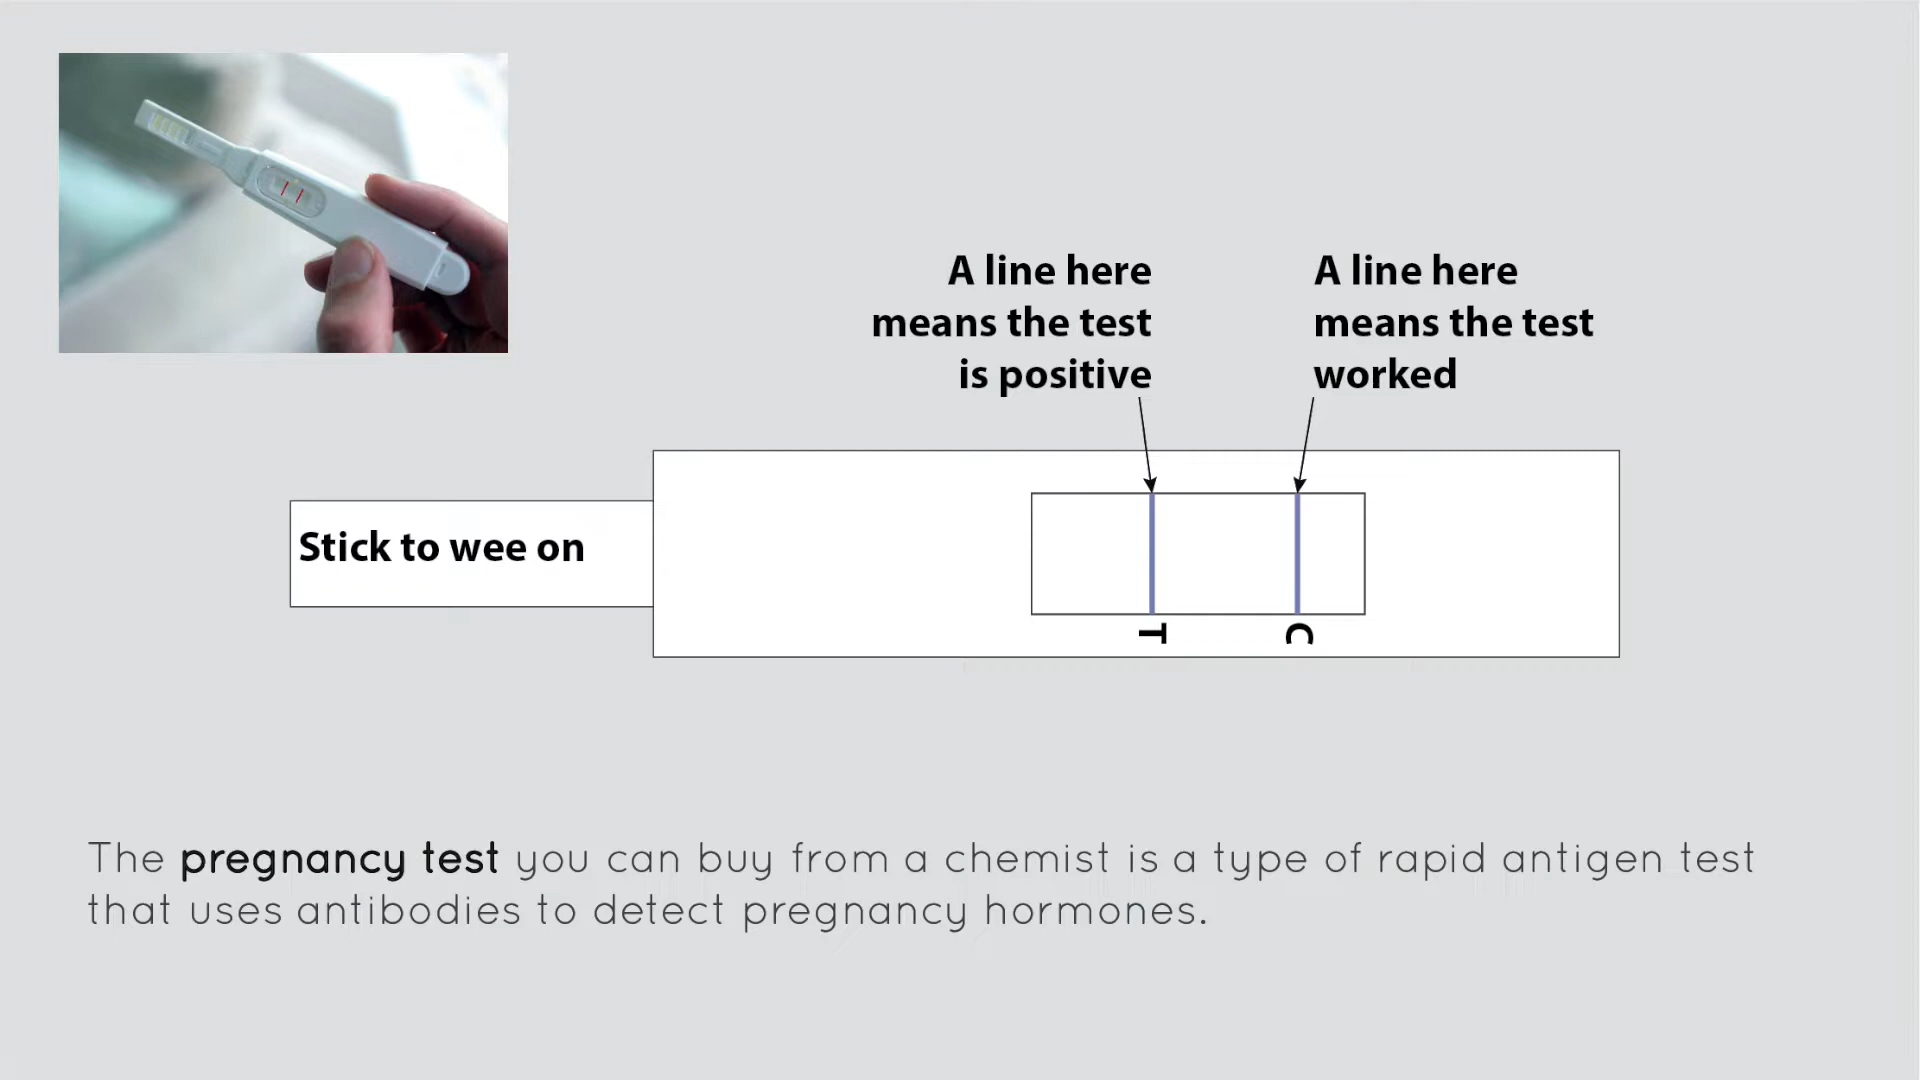 A line here
means the test
is positive
A line here
means the test
worked
Stick to wee on
T
C
The pregnancy test you can buy from a chemist is a type of rapid antigen test
that uses antibodies to detect pregnancy hormones.